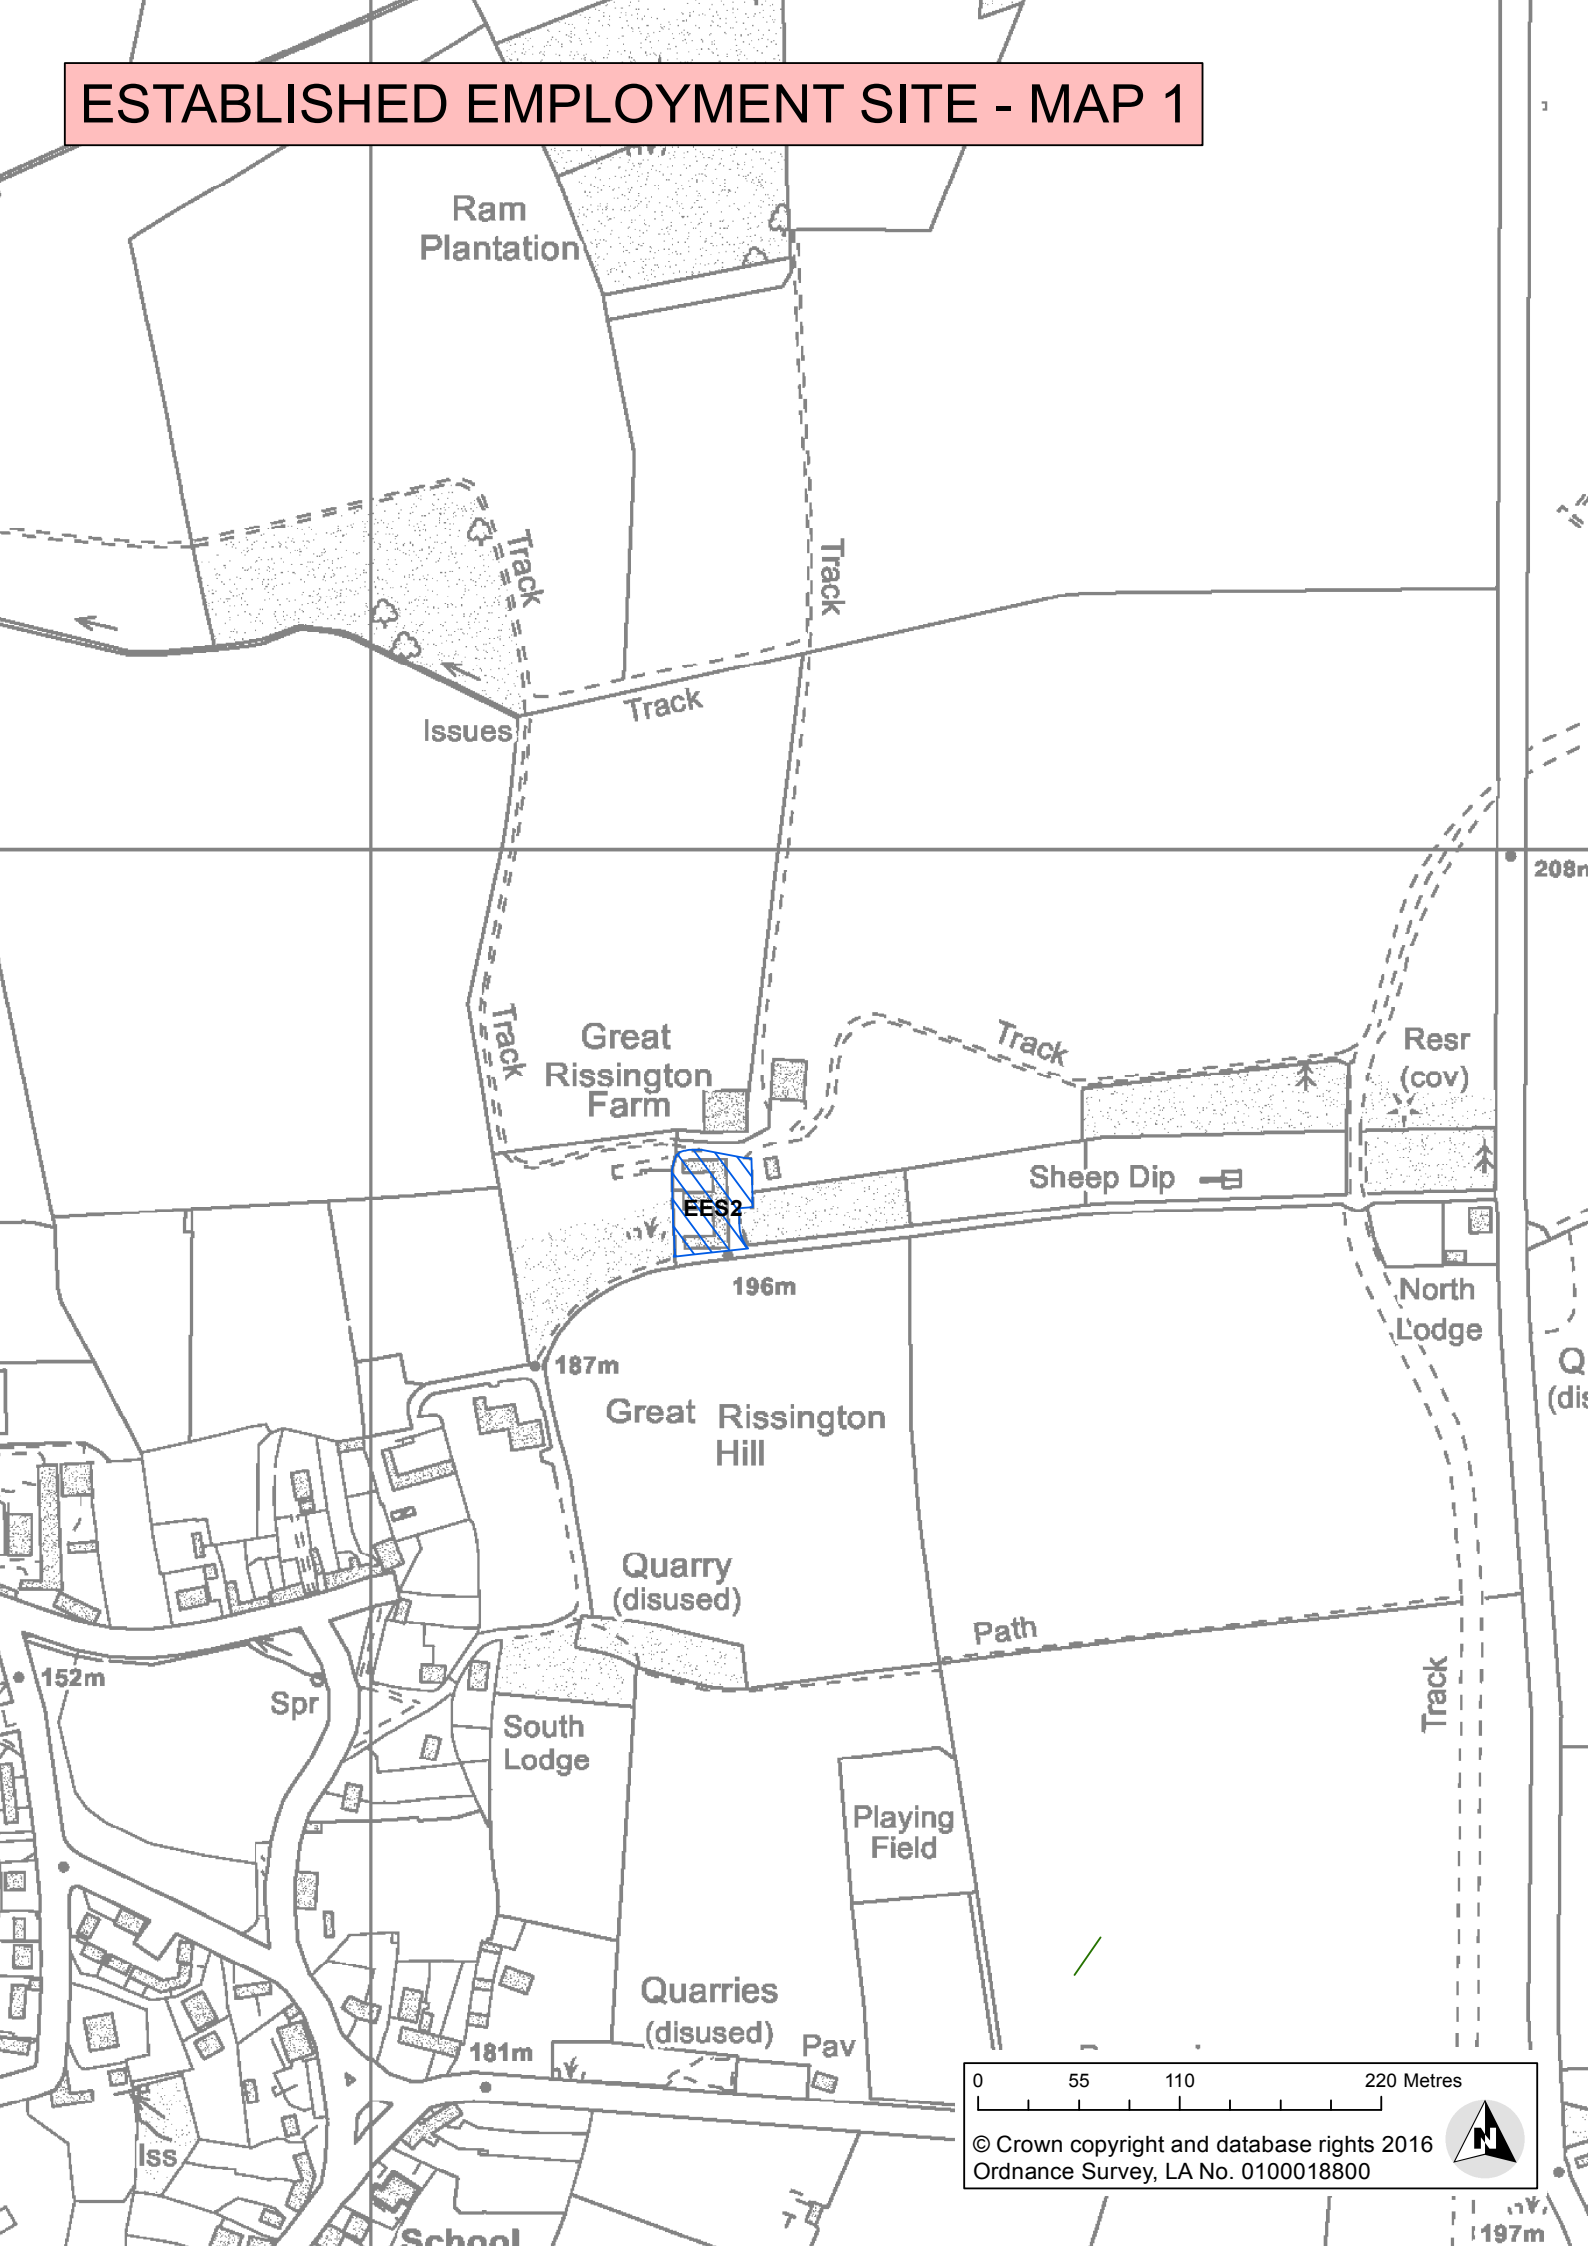 ESTABLISHED EMPLOYMENT SITE - MAP 1
Ram
Plantation
Track
Track
Track
Issues
208m
Track
Great
Rissington
Farm
Track
Resr
(cov)
Sheep Dip
EES2
196m
North
Lodge
187m
Great Rissington
Hill
Quarry
(disused)
Path
152m
Spr
South
Lodge
Track
Playing
Field
Quarries
(disused)
Pav
181m
0 55 110 220 Metres
© Crown copyright and database rights 2016
Ordnance Survey, LA No. 0100018800
N
Iss
School
197m